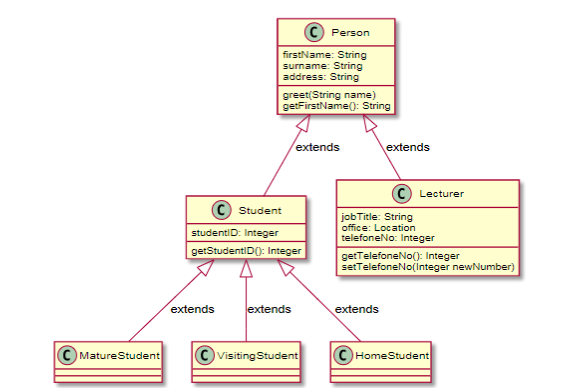 C Person
firstName: String
surname: String
address: String
greet(String name)
getFirstName(): String
extends
extends
C Student
studentID: Integer
getStudentID(): Integer
C Lecturer
jobTitle: String
office: Location
telefoneNo: Integer
getTelefoneNo(): Integer
setTelefoneNo(Integer newNumber)
extends
extends
extends
C MatureStudent
C VisitingStudent
C HomeStudent